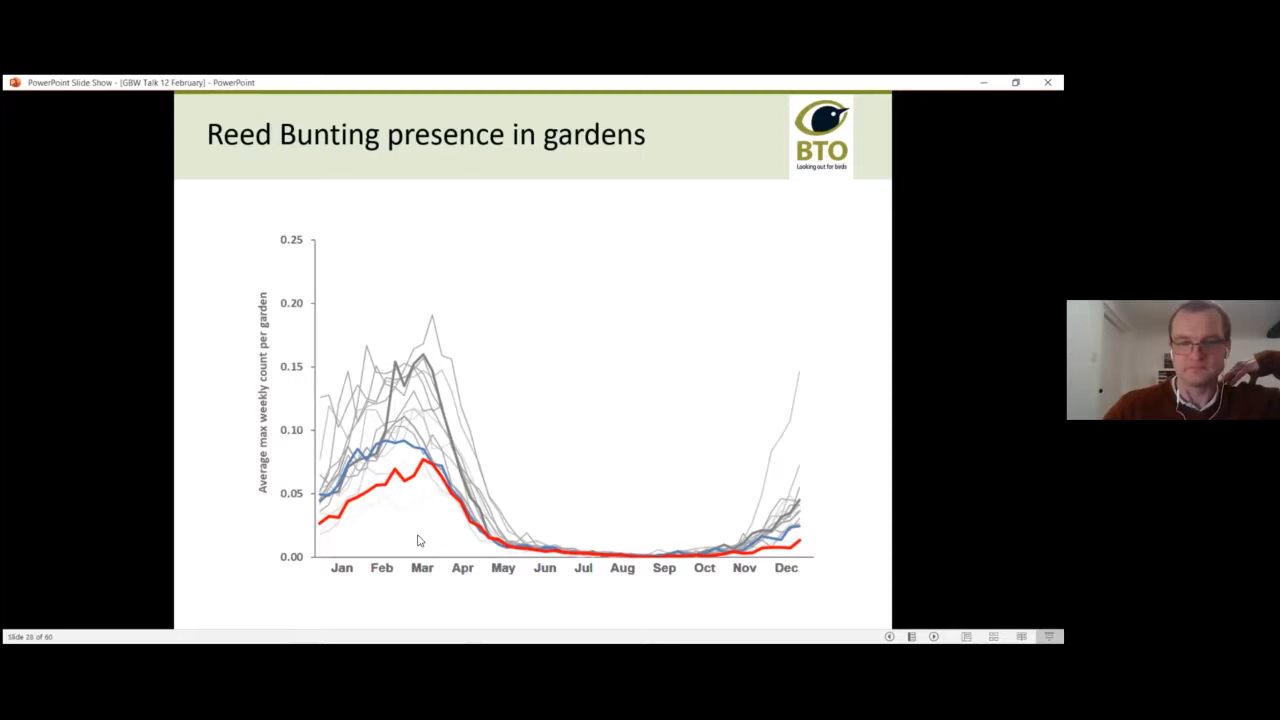 PowerPoint Slide Show - [GBW Talk 12 February] - PowerPoint
Reed Bunting presence in gardens
BTO
Looking out for birds
Average max weekly count per garden
0.25
0.20
0.15
0.10
0.05
0.00
Jan Feb Mar Apr May Jun Jul Aug Sep Oct Nov Dec
Slide 28 of 60